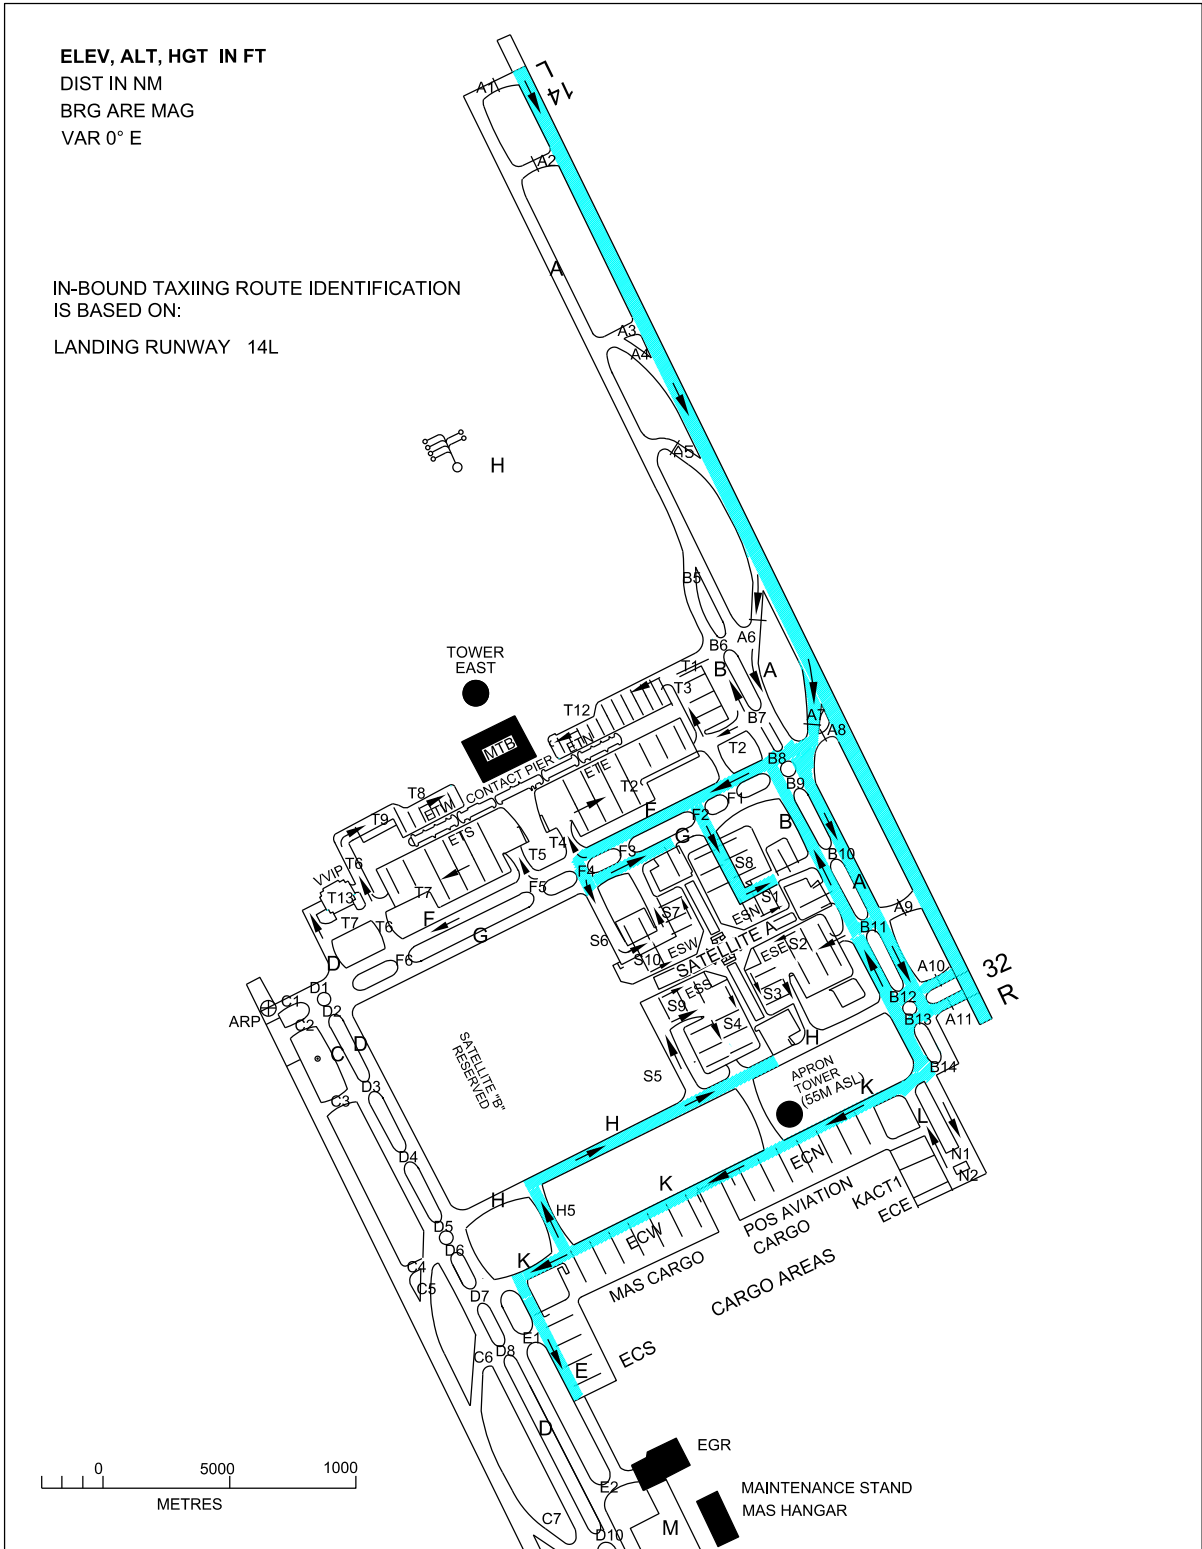 ELEV, ALT, HGT IN FT
DIST IN NM
BRG ARE MAG
VAR 0° E
IN-BOUND TAXIING ROUTE IDENTIFICATION
IS BASED ON:
LANDING RUNWAY 14L
14
L
A1
A2
A
A3
A4
A5
H
B5
B6
A6
TOWER
EAST
T1
T3
B
A
T12
B7
A7
A8
MTB
ETN
T2
B8
CONTACT PIER
ETE
T2
B9
T8
ETW
F1
T9
F
F2
ETS
T4
G
B
F3
T6
T5
S8
B10
VVIP
F4
A
T13
T7
F5
S1
T7
T6
F
S7
ESN
A9
G
S6
SATELLITE A
B11
ESW
S2
S10
ESE
D
F6
A10
32
R
D1
ESS
S3
B12
C1
S9
ARP
D2
B13
A11
C2
S4
SATELLITE "B"
RESERVED
H
C
D
B14
S5
APRON
TOWER
(55M ASL)
D3
K
C3
H
L
D4
ECN
N1
N2
H
K
KACT1
H5
POS AVIATION
CARGO
ECE
D5
ECW
D6
K
C4
C5
MAS CARGO
CARGO AREAS
D7
E1
D8
C6
ECS
E
D
EGR
0
5000
1000
METRES
E2
MAINTENANCE STAND
MAS HANGAR
C7
D10
M